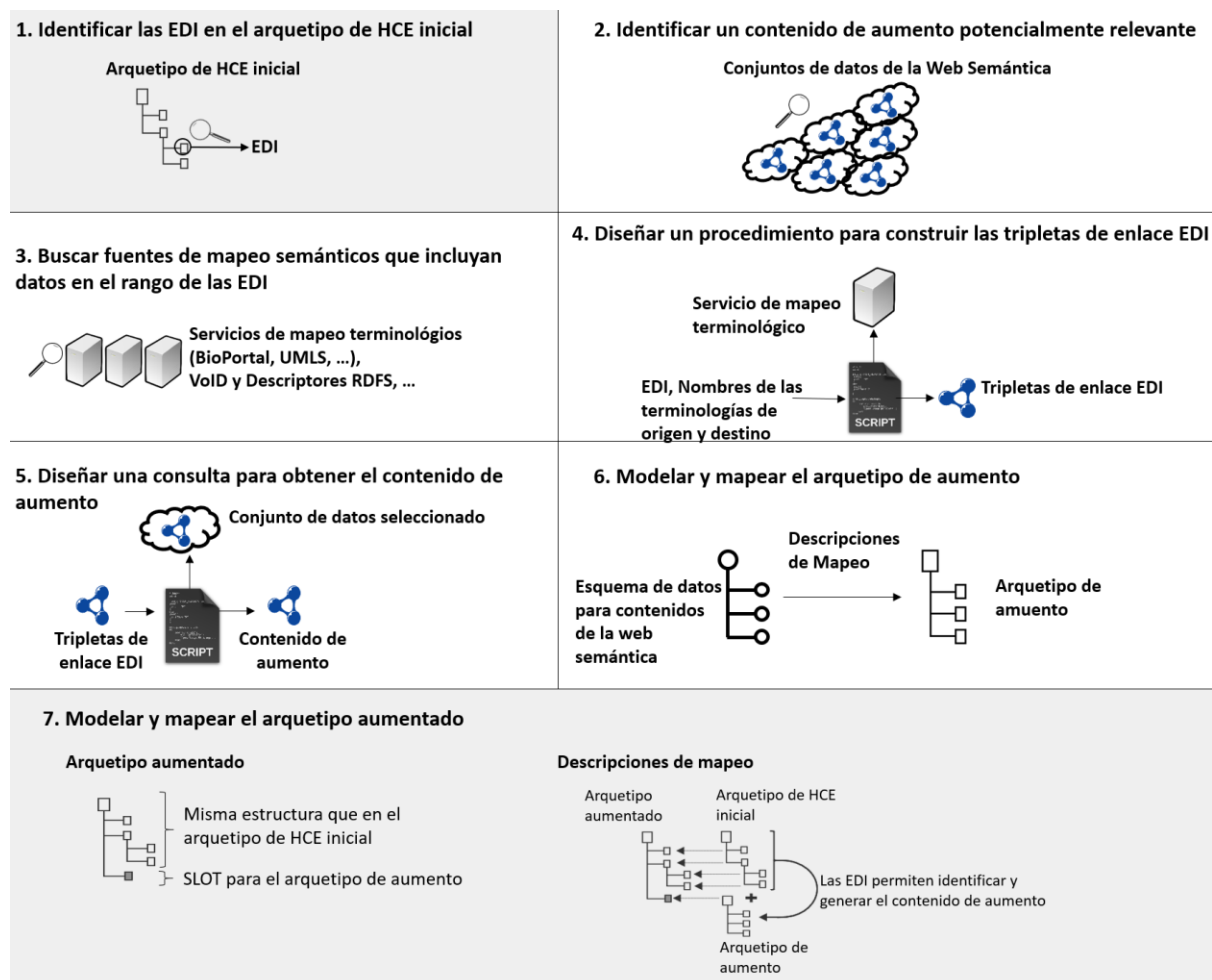 1. Identificar las EDI en el arquetipo de HCE inicial
Arquetipo de HCE inicial
EDI
2. Identificar un contenido de aumento potencialmente relevante
Conjuntos de datos de la Web Semántica
3. Buscar fuentes de mapeo semánticos que incluyan
datos en el rango de las EDI
Servicios de mapeo terminológios
(BioPortal, UMLS, ...),
VoID y Descriptores RDFS, ...
4. Diseñar un procedimiento para construir las tripletas de enlace EDI
Servicio de mapeo
terminológico
EDI, Nombres de las
terminologías de
origen y destino
SCRIPT
Tripletas de enlace EDI
5. Diseñar una consulta para obtener el contenido de
aumento
Conjunto de datos seleccionado
Tripletas de
enlace EDI
SCRIPT
Contenido de
aumento
6. Modelar y mapear el arquetipo de aumento
Esquema de datos
para contenidos
de la web
semántica
Descripciones
de Mapeo
Arquetipo de
amuento
7. Modelar y mapear el arquetipo aumentado
Arquetipo aumentado
Misma estructura que en el
arquetipo de HCE inicial
SLOT para el arquetipo de aumento
Descripciones de mapeo
Arquetipo
aumentado
Arquetipo de HCE
inicial
Las EDI permiten identificar y
generar el contenido de aumento
Arquetipo de
aumento